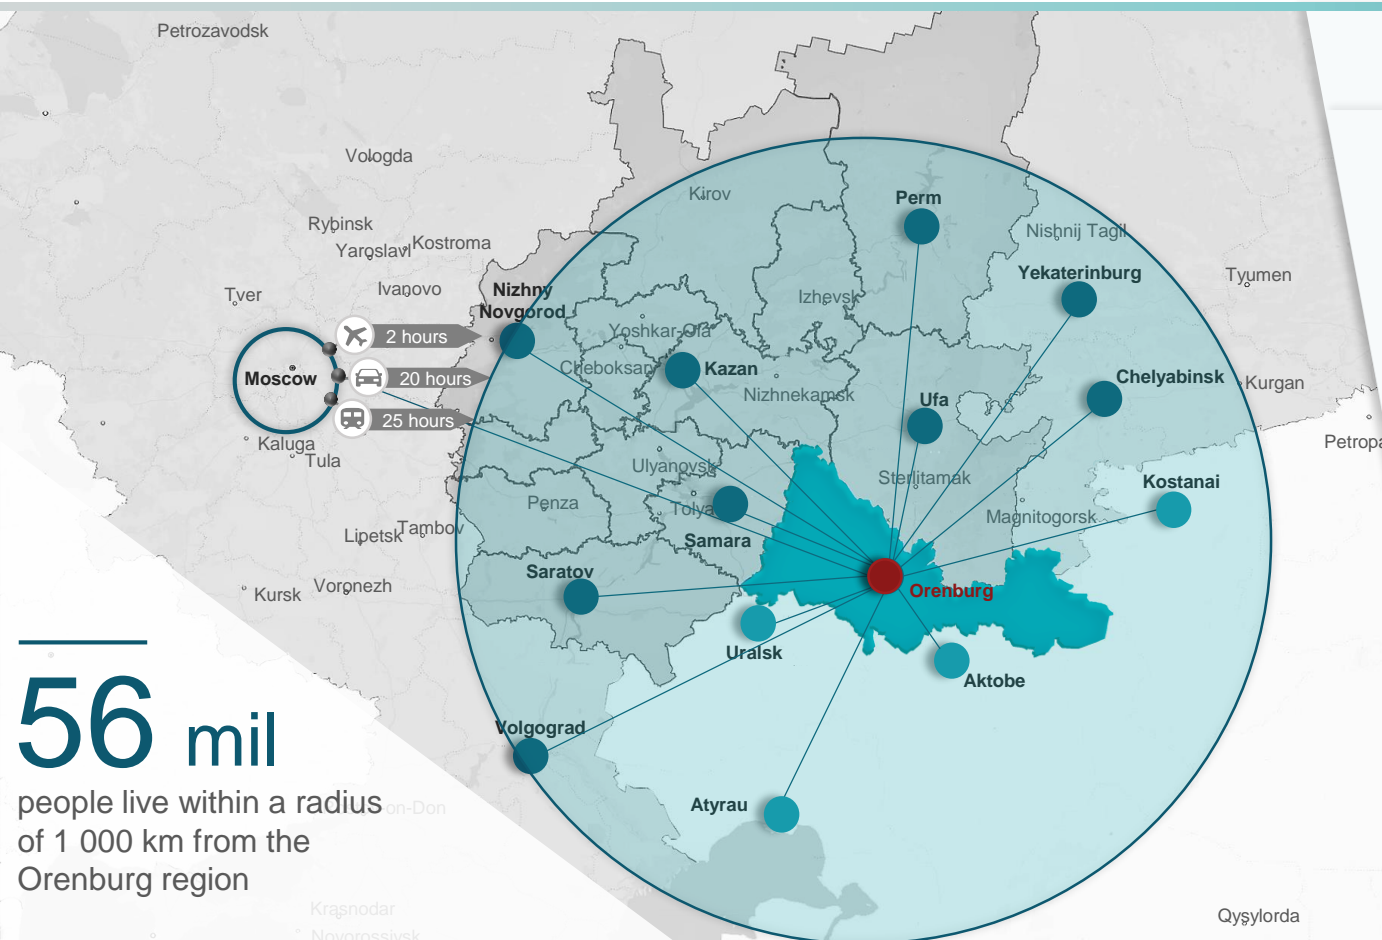 Petrozavodsk
Vologda
Kirov
Perm
Rybinsk
Yaroslavl
Kostroma
Nishnij Tagil
Yekaterinburg
Tyumen
Tver
Ivanovo
Nizhny
Novgorod
Izhevsk
2 hours
Yoshkar-Ola
Moscow
20 hours
Cheboksary
Kazan
Nizhnekamsk
Ufa
Chelyabinsk
Kurgan
25 hours
Kaluga
Tula
Petropa
Ulyanovsk
Sterlitamak
Kostanai
Penza
Tolya
Magnitogorsk
Lipetsk
Tambov
Samara
Saratov
Kursk
Voronezh
Orenburg
Uralsk
Aktobe
Volgograd
56 mil
people live within a radius
of 1 000 km from the
Orenburg region
-on-Don
Atyrau
Krasnodar
Novorossiysk
Qysylorda